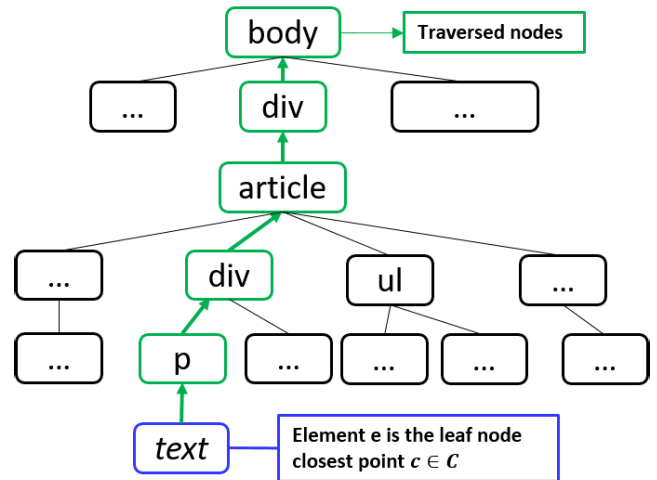 body
Traversed nodes
...
div
...
article
...
div
ul
...
...
p
...
...
...
...
text
Element e is the leaf node
closest point c ∈ C